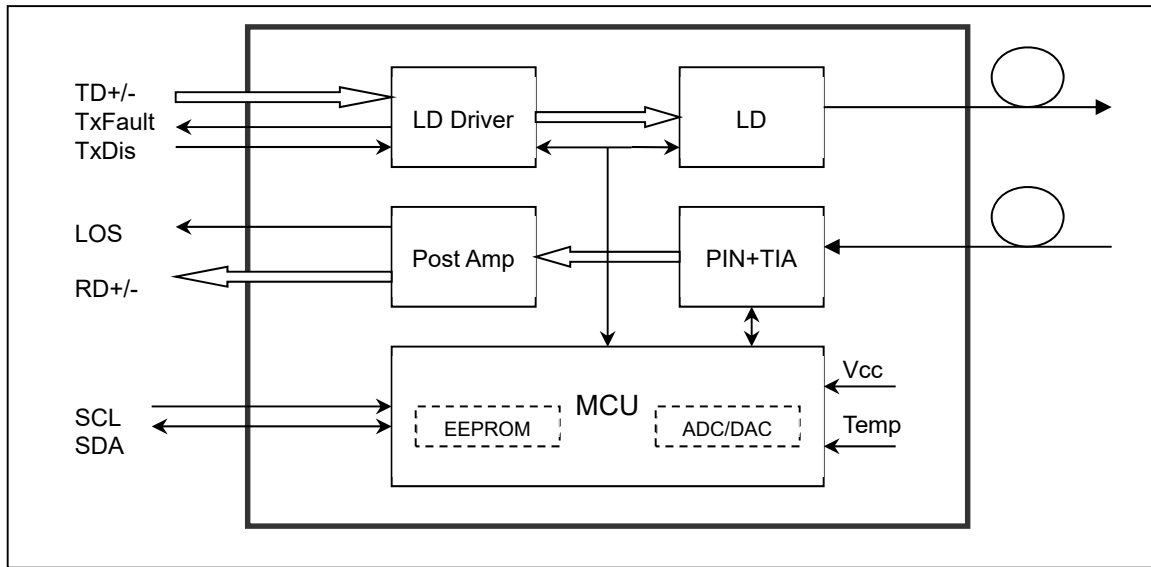 TD+/-
TxFault
TxDis
LD Driver
LD
LOS
RD+/-
Post Amp
PIN+TIA
SCL
SDA
MCU
EEPROM
ADC/DAC
Vcc
Temp